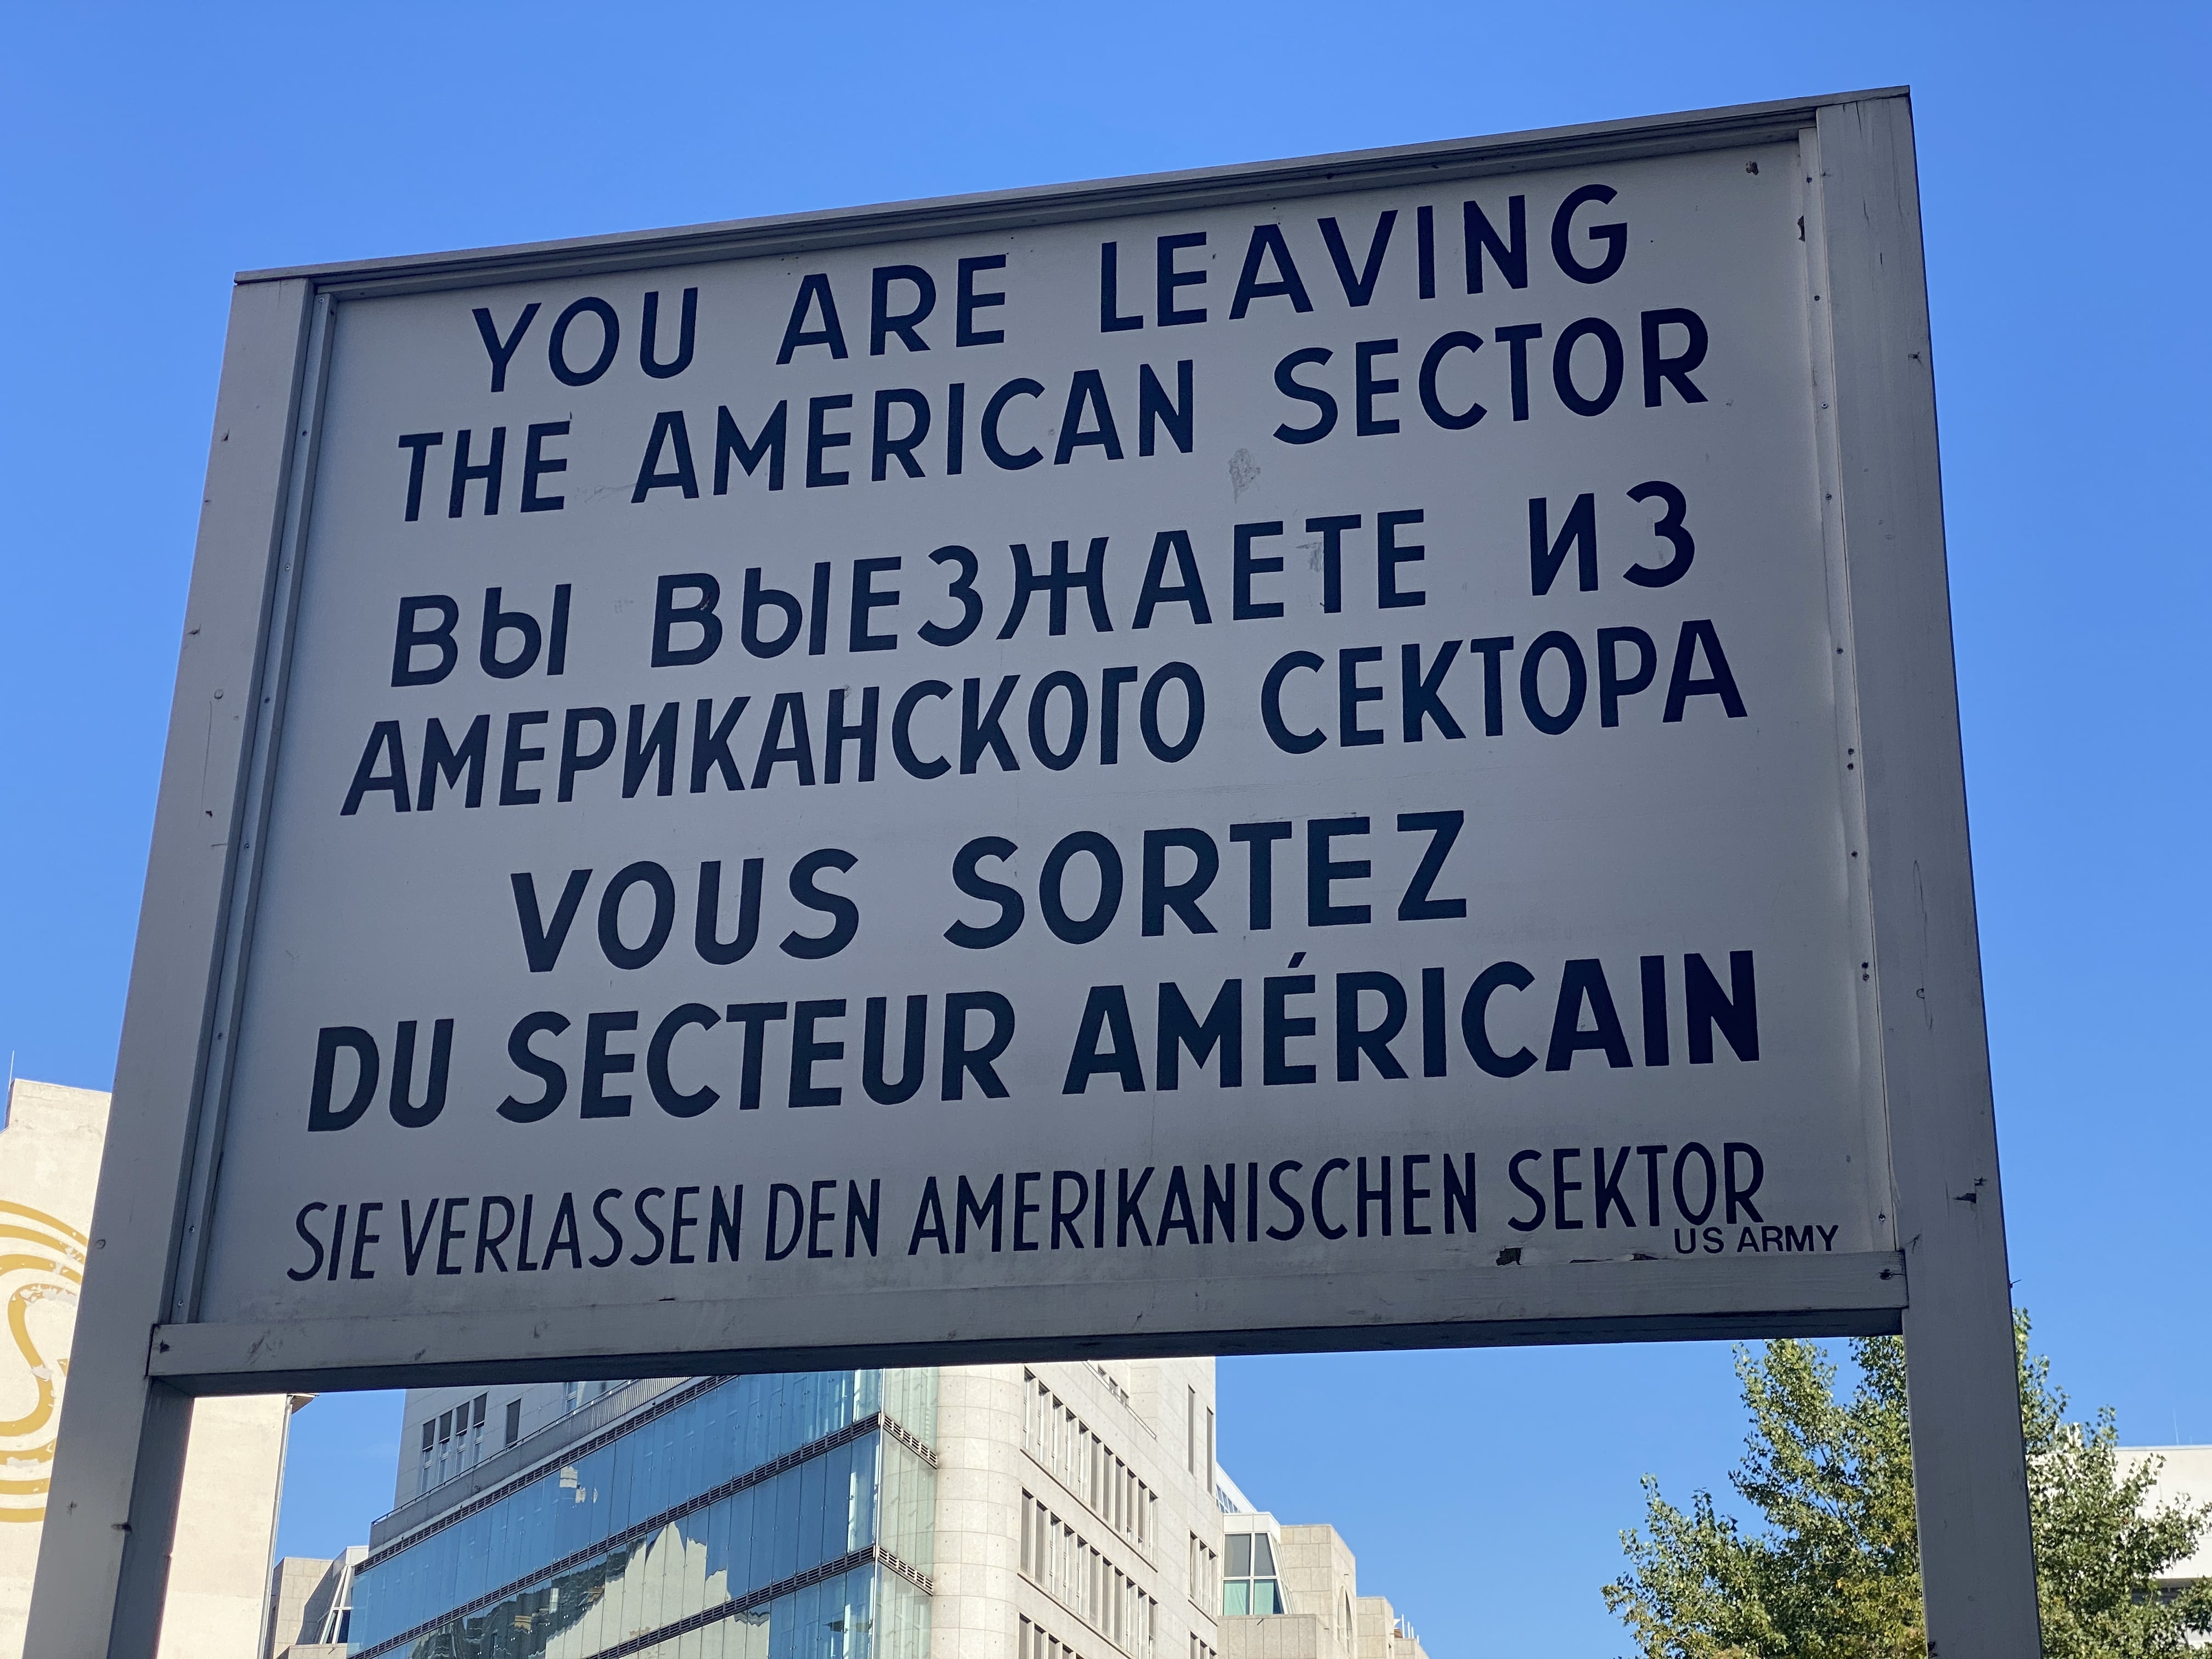 YOU ARE LEAVING
THE AMERICAN SECTOR
ВЫ ВЫЕЗЖАЕТЕ ИЗ
АМЕРИКАНСКОГО СЕКТОРА
VOUS SORTEZ
DU SECTEUR AMÉRICAIN
SIE VERLASSEN DEN AMERIKANISCHEN SEKTOR
US ARMY